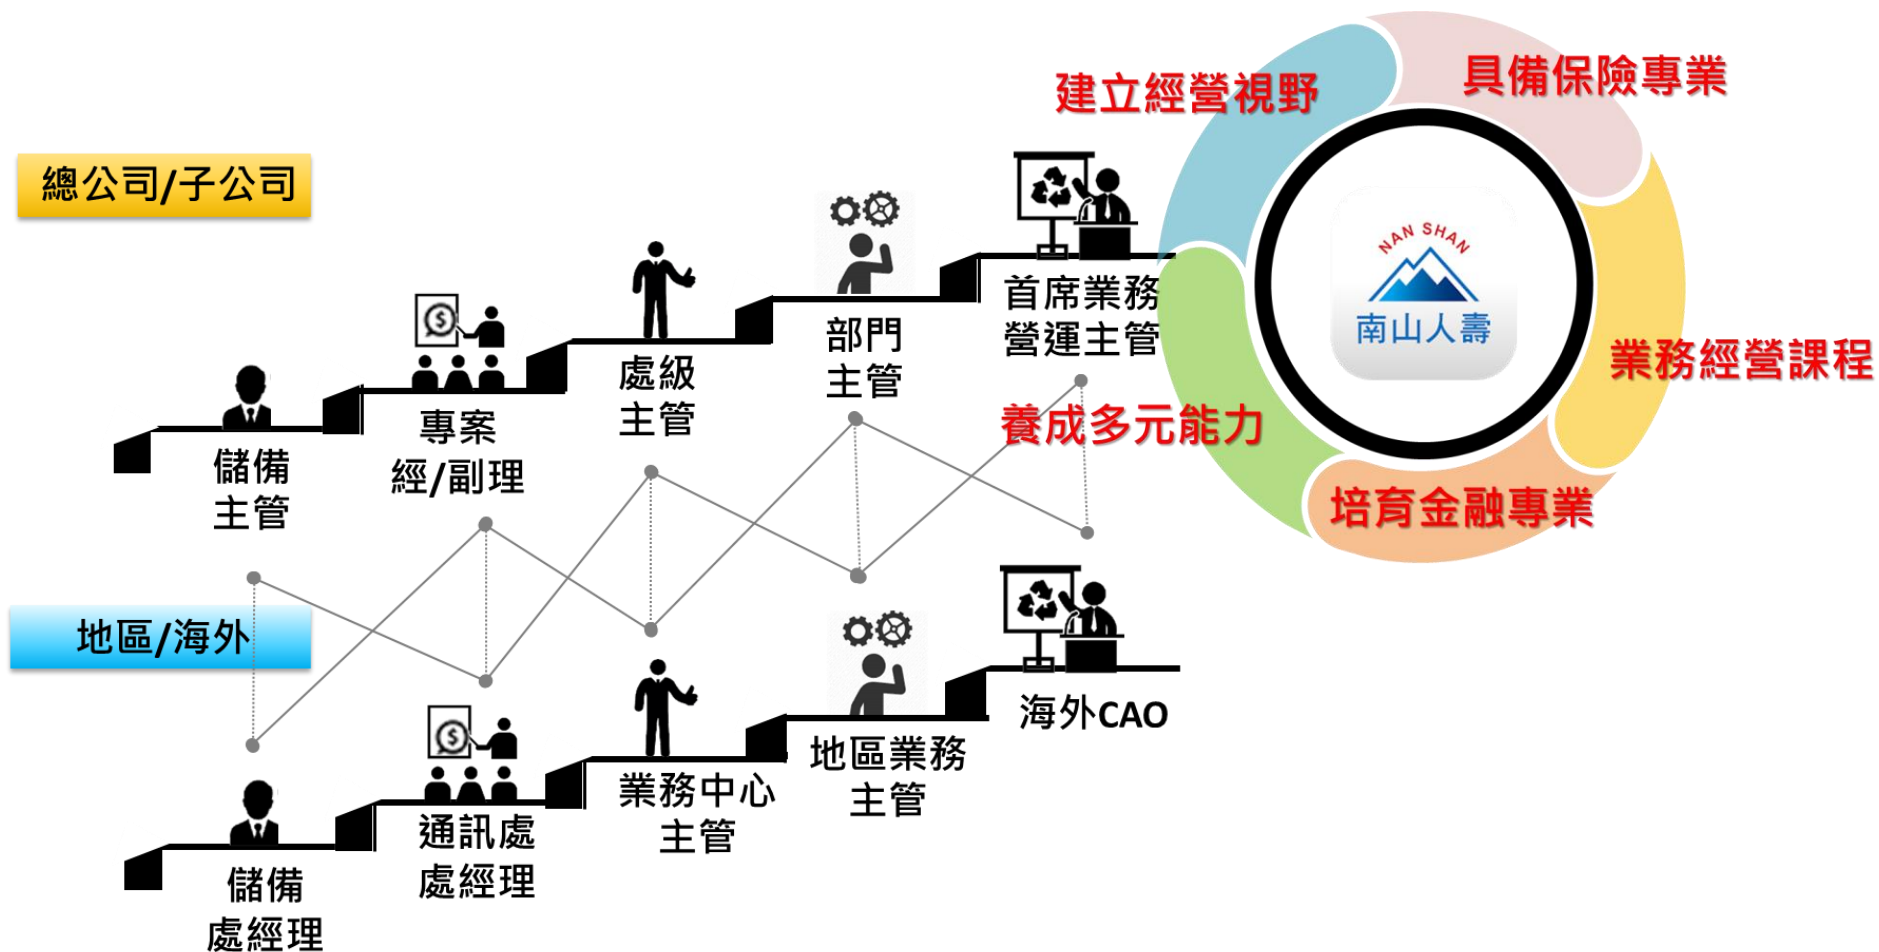 總公司/子公司
儲備
主管
專案
經/副理
處級
主管
部門
主管
首席業務
營運主管
地區/海外
儲備
處經理
通訊處
處經理
業務中心
主管
地區業務
主管
海外CAO
建立經營視野
具備保險專業
業務經營課程
培育金融專業
養成多元能力
NAN SHAN
南山人壽
$
$